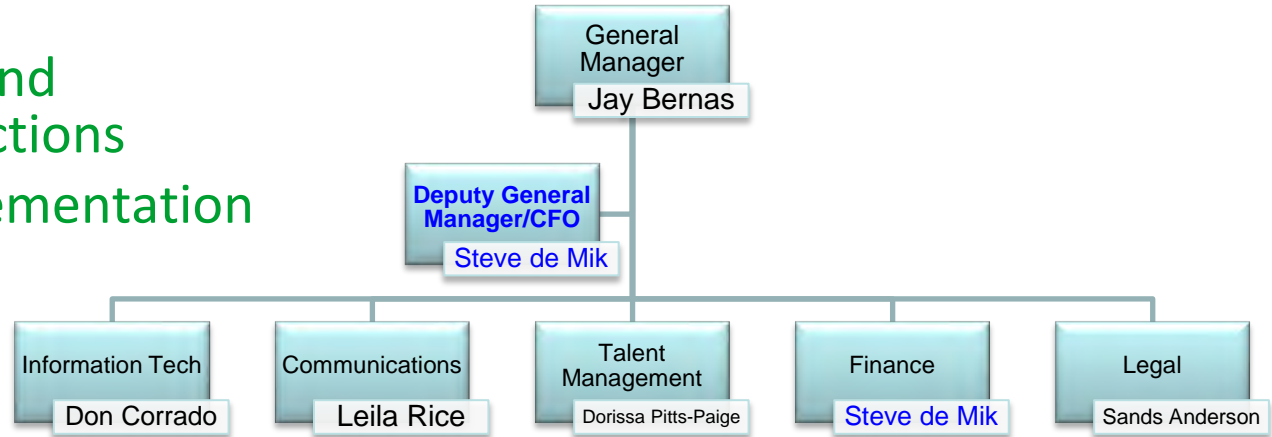 nd
ctions
ementation
General
Manager
Jay Bernas
Deputy General
Manager/CFO
Steve de Mik
Information Tech
Don Corrado
Communications
Leila Rice
Talent
Management
Dorissa Pitts-Paige
Finance
Steve de Mik
Legal
Sands Anderson